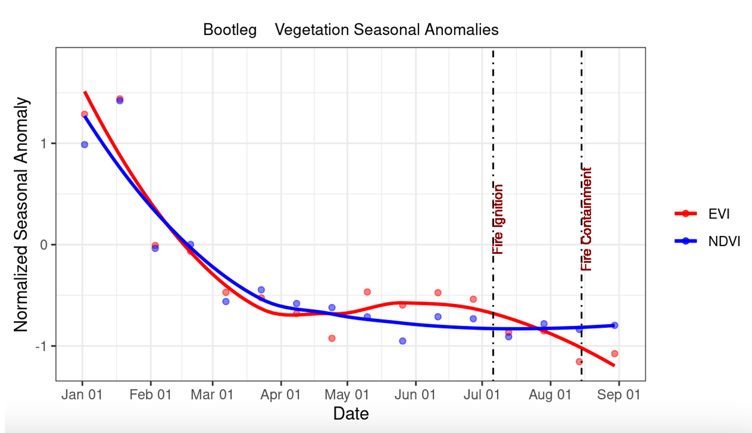 Bootleg Vegetation Seasonal Anomalies
Normalized Seasonal Anomaly
1
0
-1
Fire Ignition
Fire Containment
EVI
NDVI
Jan 01 Feb 01 Mar 01 Apr 01 May 01 Jun 01 Jul 01 Aug 01 Sep 01
Date